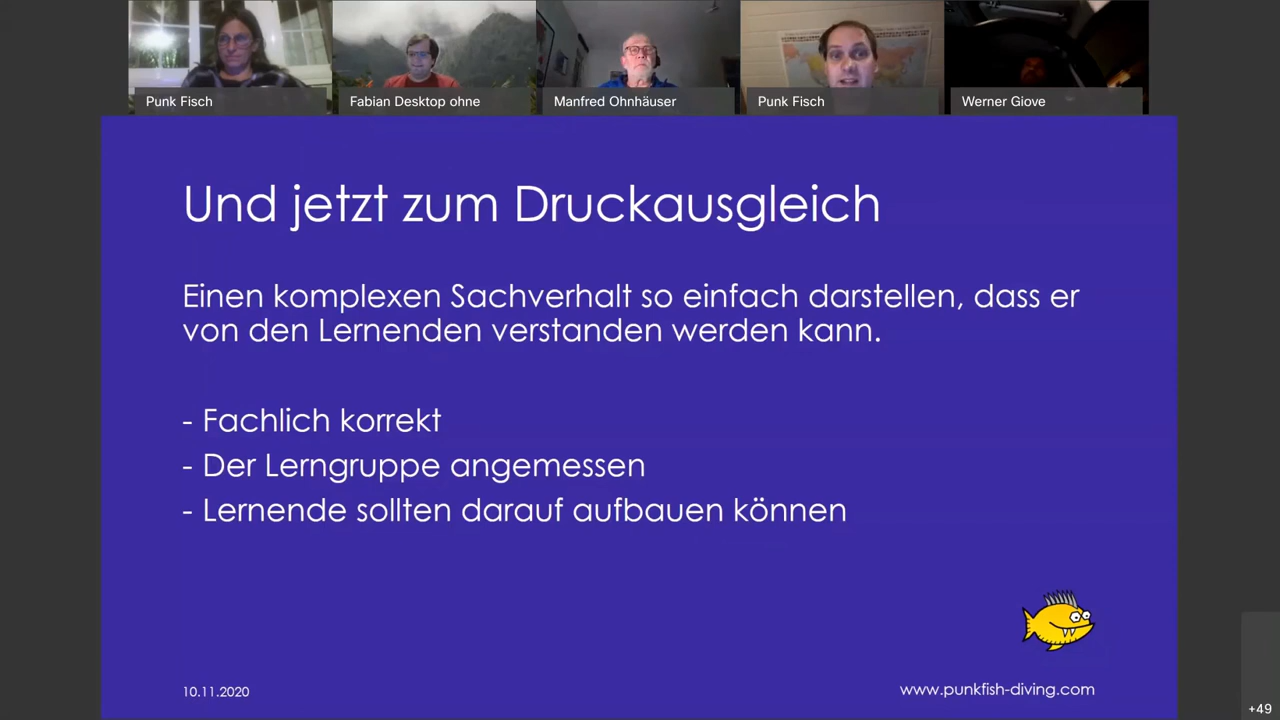 Punk Fisch
Fabian Desktop ohne
Manfred Ohnhäuser
Punk Fisch
Werner Giove
Und jetzt zum Druckausgleich
Einen komplexen Sachverhalt so einfach darstellen, dass er
von den Lernenden verstanden werden kann.
- Fachlich korrekt
- Der Lerngruppe angemessen
- Lernende sollten darauf aufbauen können
10.11.2020
www.punkfish-diving.com
+49